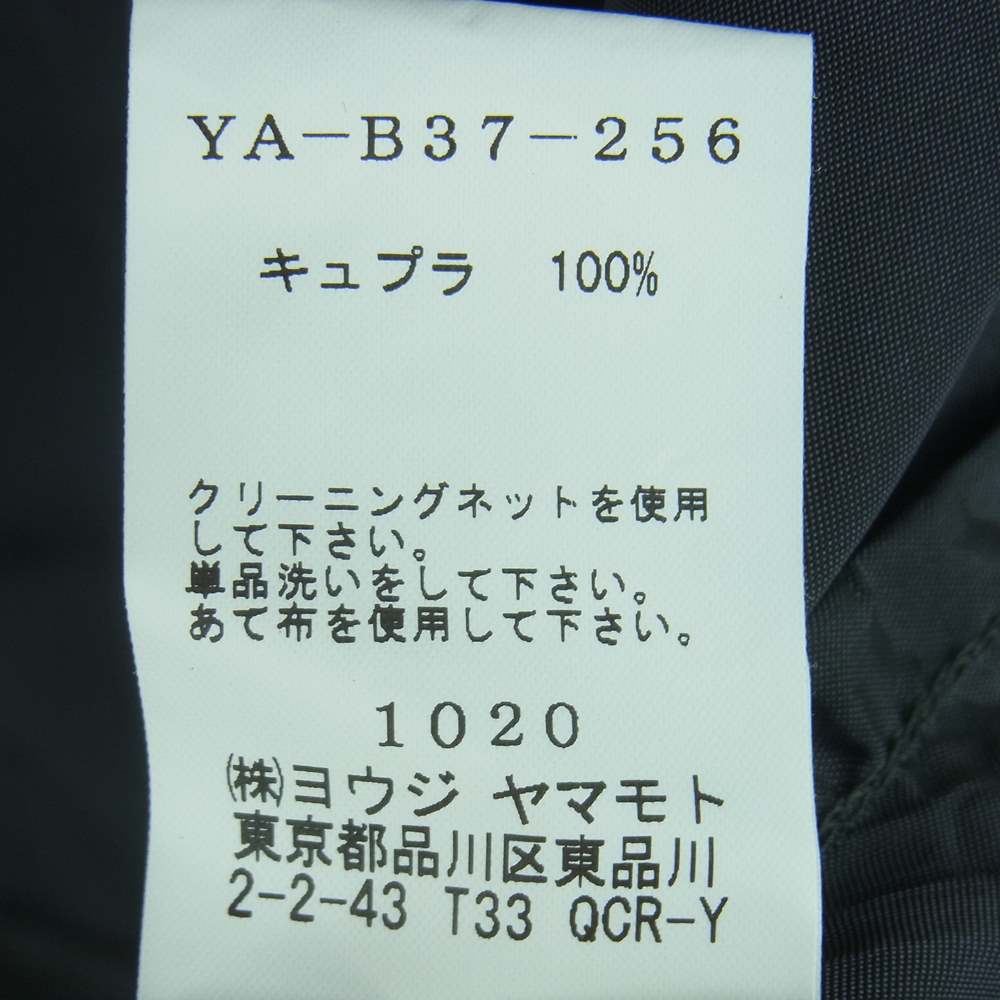 YA-B37-256
キュプラ 100%
クリーニングネットを使用
して下さい。
単品洗いをして下さい。
あて布を使用して下さい。
1020
(株)ヨウジ ヤマモト
東京都品川区東品川
2-2-43 T33 QCR-Y